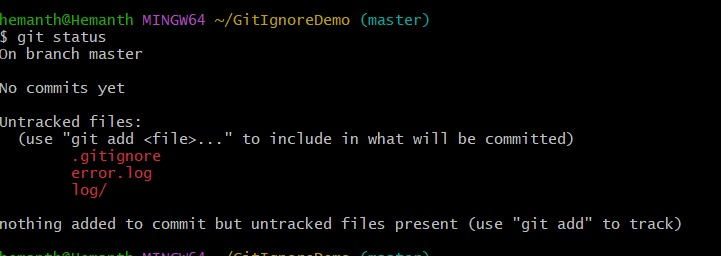 hemanth@Hemanth MINGW64 ~/GitIgnoreDemo (master)
$ git status
On branch master
No commits yet
Untracked files:
(use "git add <file>..." to include in what will be committed)
.gitignore
error.log
log/
nothing added to commit but untracked files present (use "git add" to track)
hemanth@Hemanth MINGW64 ~/GitIgnoreDemo (master)